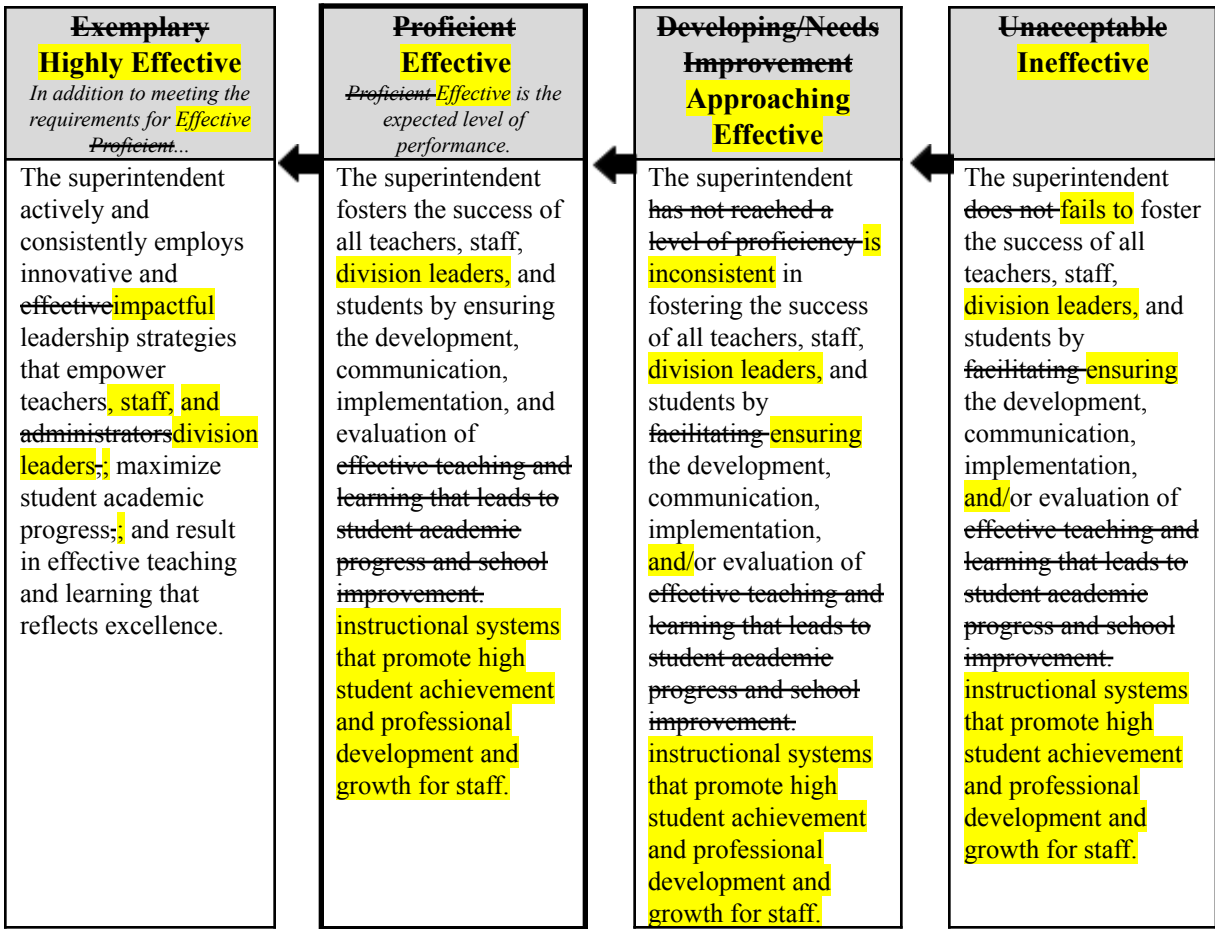 Exemplary
Highly Effective
In addition to meeting the
requirements for Effective
Proficient...
The superintendent
actively and
consistently employs
innovative and
effectiveimpactful
leadership strategies
that empower
teachers, staff, and
administratorsdivision
leaders,; maximize
student academic
progress,; and result
in effective teaching
and learning that
reflects excellence.
Proficient
Effective
Proficient Effective is the
expected level of
performance.
The superintendent
fosters the success of
all teachers, staff,
division leaders, and
students by ensuring
the development,
communication,
implementation, and
evaluation of
effective teaching and
learning that leads to
student academic
progress and school
improvement.
instructional systems
that promote high
student achievement
and professional
development and
growth for staff.
Developing/Needs
Improvement
Approaching
Effective
The superintendent
has not reached a
level of proficiency is
inconsistent in
fostering the success
of all teachers, staff,
division leaders, and
students by
facilitating ensuring
the development,
communication,
implementation,
and/or evaluation of
effective teaching and
learning that leads to
student academic
progress and school
improvement.
instructional systems
that promote high
student achievement
and professional
development and
growth for staff.
Unacceptable
Ineffective
The superintendent
does not fails to foster
the success of all
teachers, staff,
division leaders, and
students by
facilitating ensuring
the development,
communication,
implementation,
and/or evaluation of
effective teaching and
learning that leads to
student academic
progress and school
improvement.
instructional systems
that promote high
student achievement
and professional
development and
growth for staff.